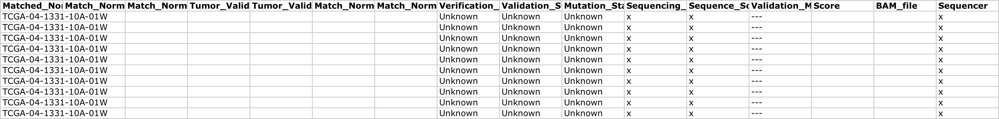 Matched_Nor Match_Norm Match_Norm Tumor_Valid Tumor_Valid Match_Norm Match_Norm Verification_ Validation_S Mutation_Sta Sequencing_ Sequence_So Validation_M Score BAM_file Sequencer
TCGA-04-1331-10A-01W Unknown Unknown Unknown x x --- x
TCGA-04-1331-10A-01W Unknown Unknown Unknown x x --- x
TCGA-04-1331-10A-01W Unknown Unknown Unknown x x --- x
TCGA-04-1331-10A-01W Unknown Unknown Unknown x x --- x
TCGA-04-1331-10A-01W Unknown Unknown Unknown x x --- x
TCGA-04-1331-10A-01W Unknown Unknown Unknown x x --- x
TCGA-04-1331-10A-01W Unknown Unknown Unknown x x --- x
TCGA-04-1331-10A-01W Unknown Unknown Unknown x x --- x
TCGA-04-1331-10A-01W Unknown Unknown Unknown x x --- x
TCGA-04-1331-10A-01W Unknown Unknown Unknown x x --- x